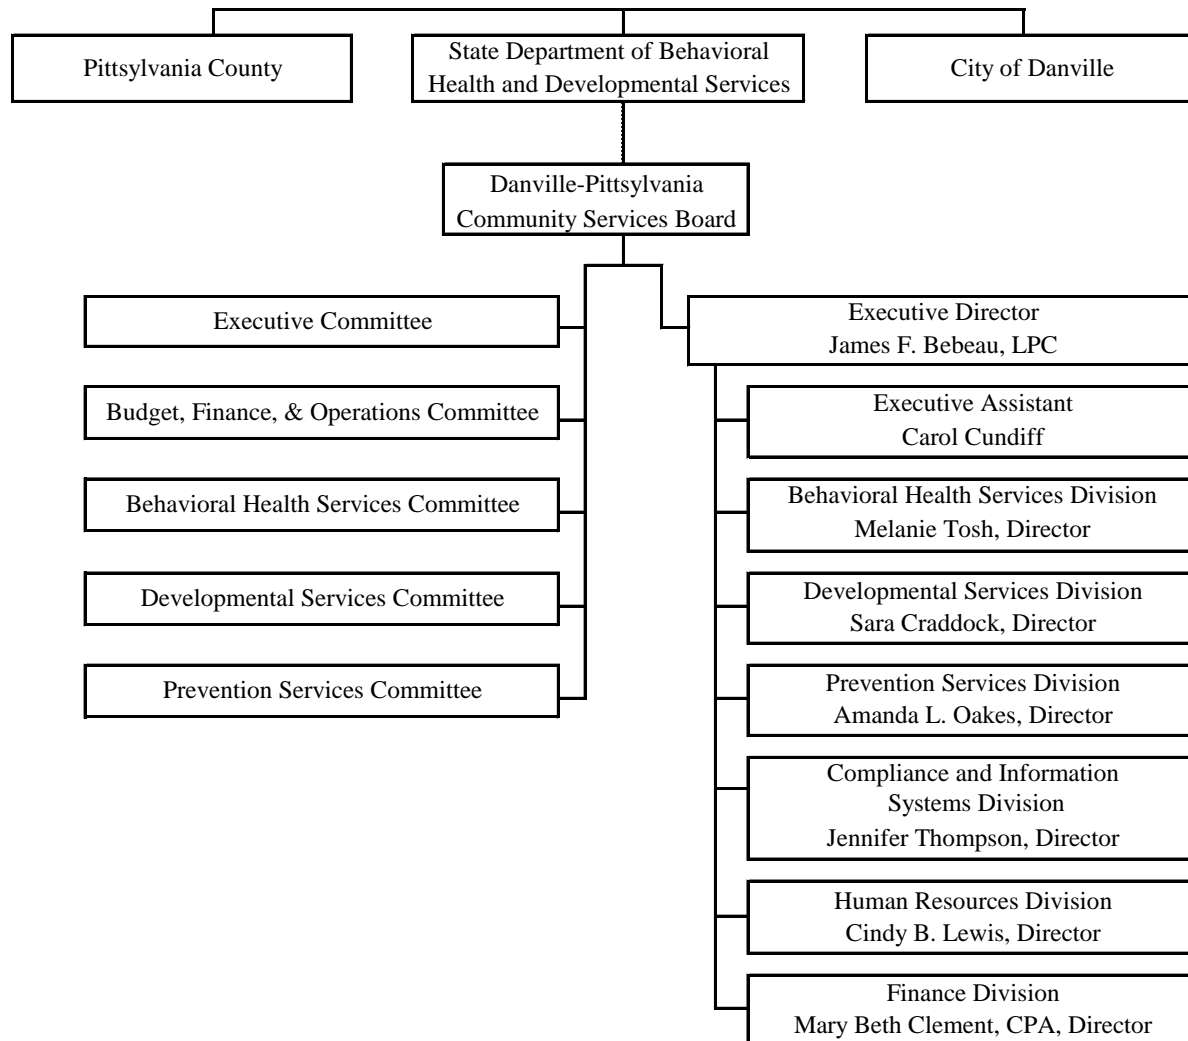 Pittsylvania County
State Department of Behavioral
Health and Developmental Services
City of Danville
Danville-Pittsylvania
Community Services Board
Executive Committee
Budget, Finance, & Operations Committee
Behavioral Health Services Committee
Developmental Services Committee
Prevention Services Committee
Executive Director
James F. Bebeau, LPC
Executive Assistant
Carol Cundiff
Behavioral Health Services Division
Melanie Tosh, Director
Developmental Services Division
Sara Craddock, Director
Prevention Services Division
Amanda L. Oakes, Director
Compliance and Information
Systems Division
Jennifer Thompson, Director
Human Resources Division
Cindy B. Lewis, Director
Finance Division
Mary Beth Clement, CPA, Director